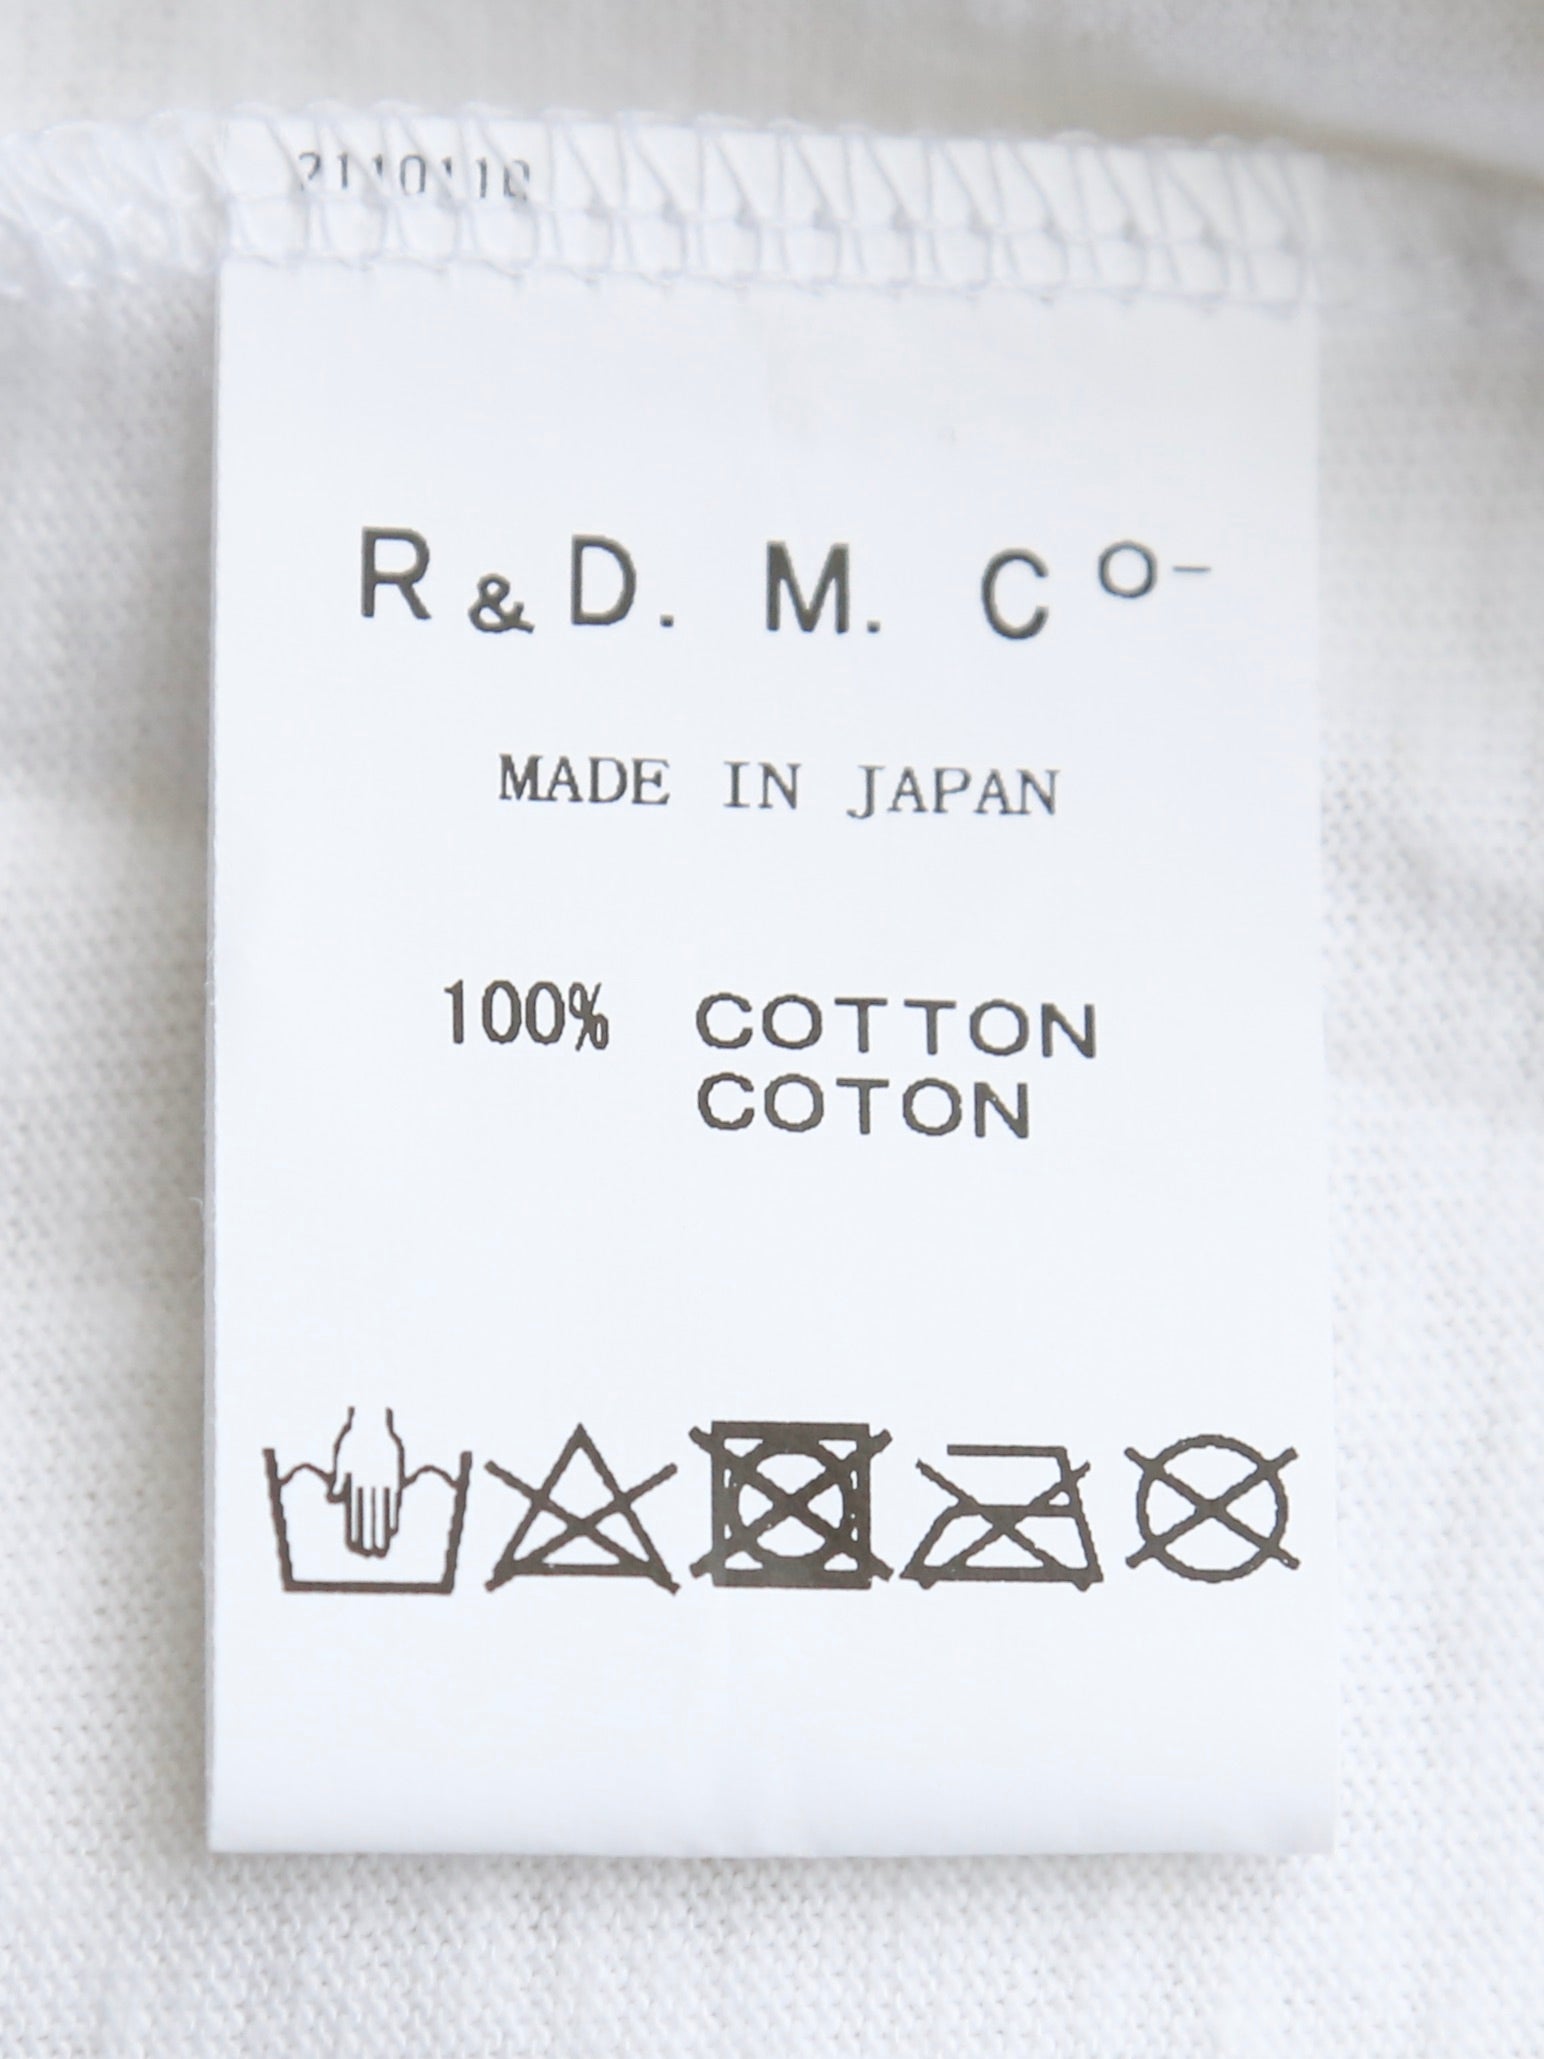 R&D. M. Co-
MADE IN JAPAN
100% COTTON
COTON